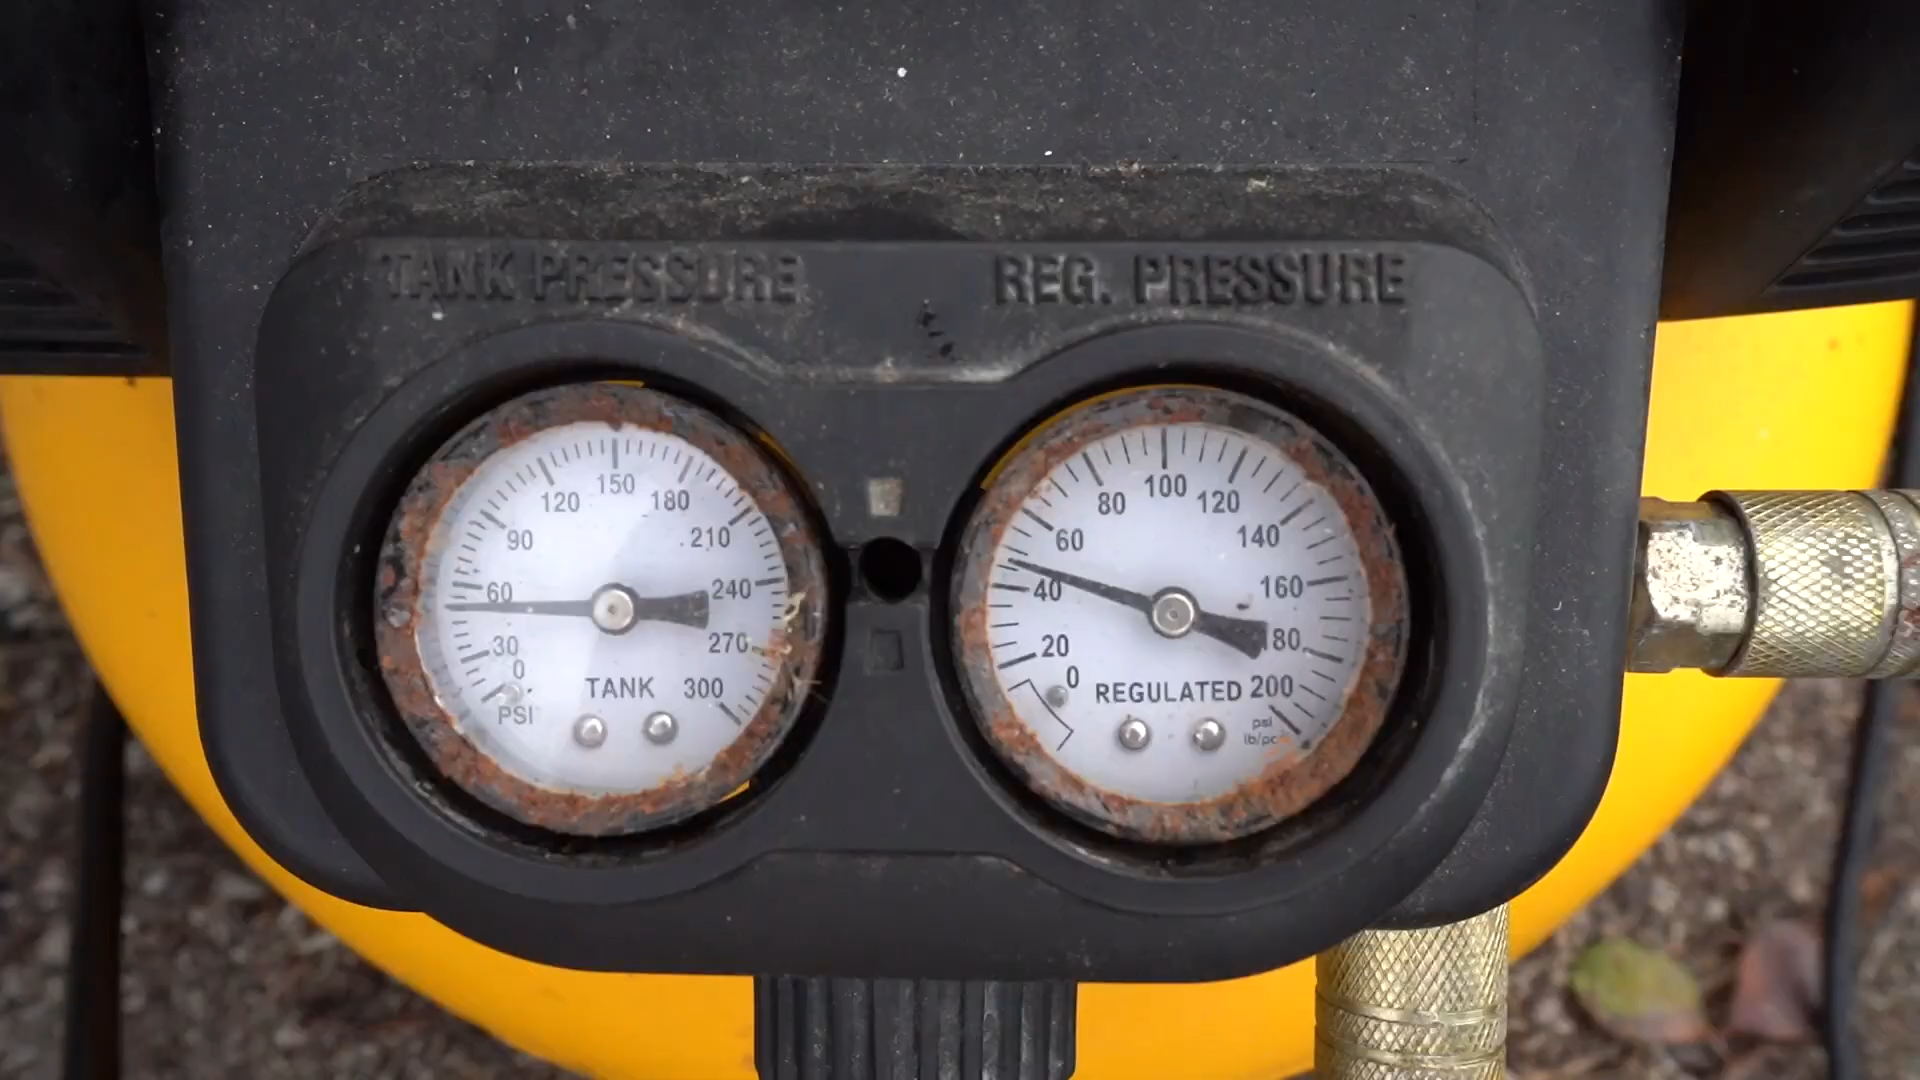 TANK PRESSURE
REG. PRESSURE
0 30 60 90 120 150 180 210 240 270 300
TANK
PSI
0 20 40 60 80 100 120 140 160 180 200
REGULATED
psi